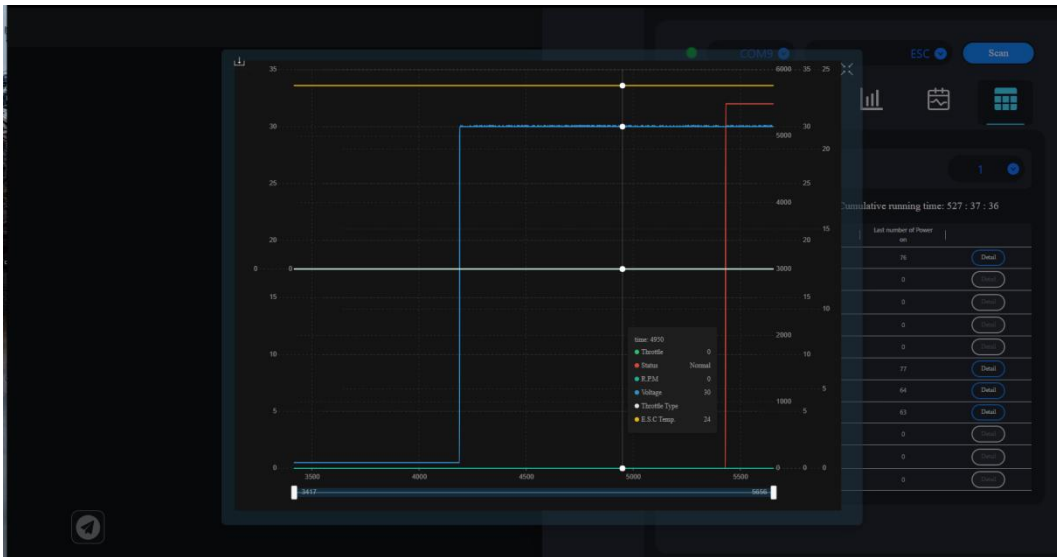 COM9
ESC
Scan
1
Cumulative running time: 527 : 37 : 36
Last number of Power
on
76 Detail
0 Detail
0 Detail
0 Detail
0 Detail
77 Detail
64 Detail
63 Detail
0 Detail
0 Detail
0 Detail
35 6000 35 25
30 5000 30
20
25 4000 25
20 15 20
0 0 3000
15 15 10
10 2000 10
5 1000 5 5
0 0 0 0
3500 4000 4500 5000 5500
3417 5656
time: 4950
Throttle 0
Status Normal
R.P.M 0
Voltage 30
Throttle Type
E.S.C Temp. 24